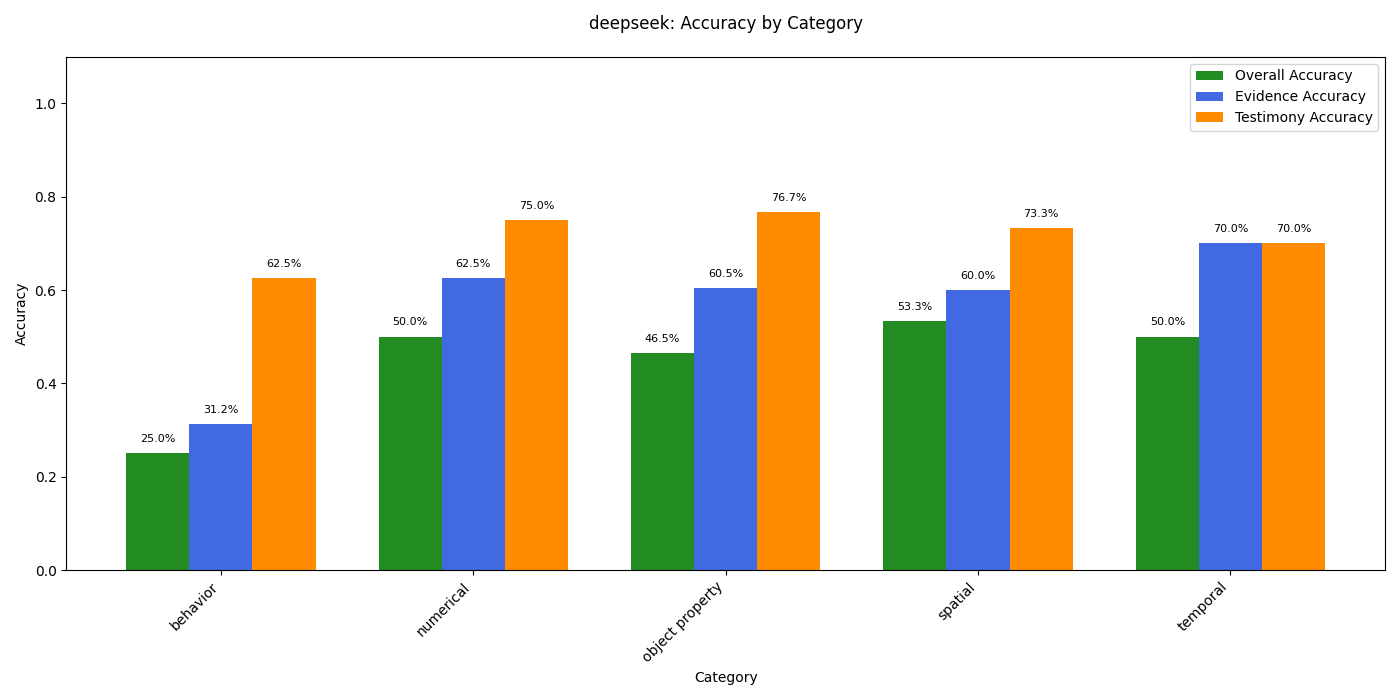 deepseek: Accuracy by Category
Overall Accuracy
Evidence Accuracy
Testimony Accuracy
Accuracy
1.0
0.8
0.6
0.4
0.2
0.0
25.0%
31.2%
62.5%
50.0%
62.5%
75.0%
46.5%
60.5%
76.7%
53.3%
60.0%
73.3%
50.0%
70.0%
70.0%
behavior
numerical
object property
spatial
temporal
Category